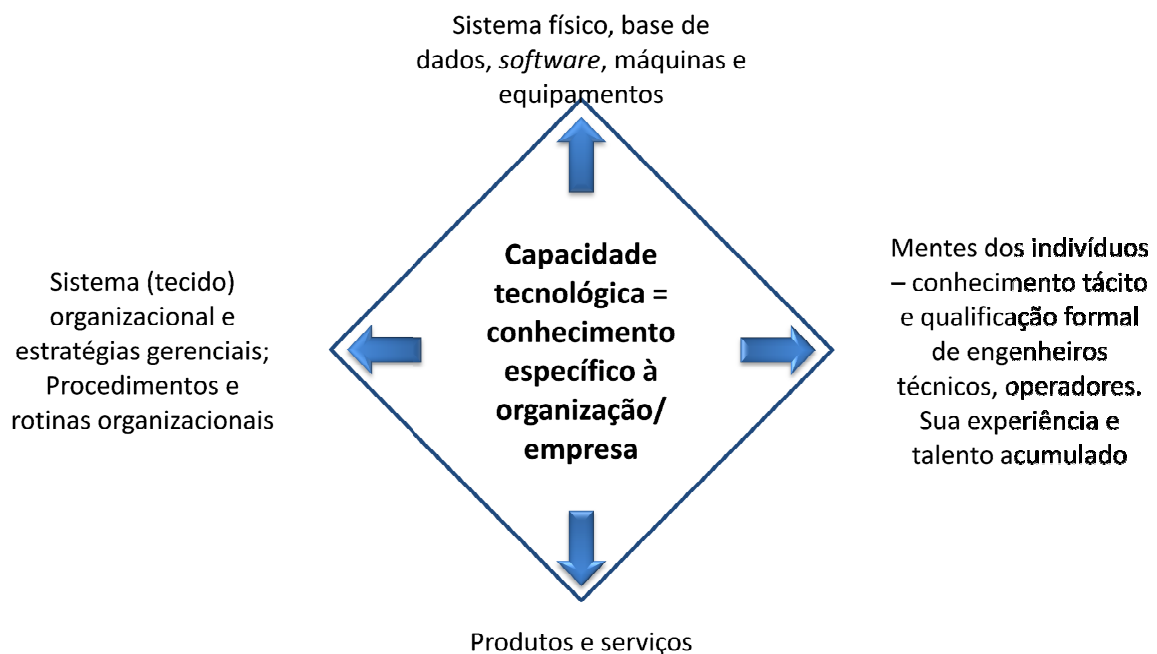 Sistema físico, base de
dados, software, máquinas e
equipamentos
Capacidade
tecnológica =
conhecimento
específico à
organização/
empresa
Sistema (tecido)
organizacional e
estratégias gerenciais;
Procedimentos e
rotinas organizacionais
Mentes dos indivíduos
– conhecimento tácito
e qualificação formal
de engenheiros
técnicos, operadores.
Sua experiência e
talento acumulado
Produtos e serviços